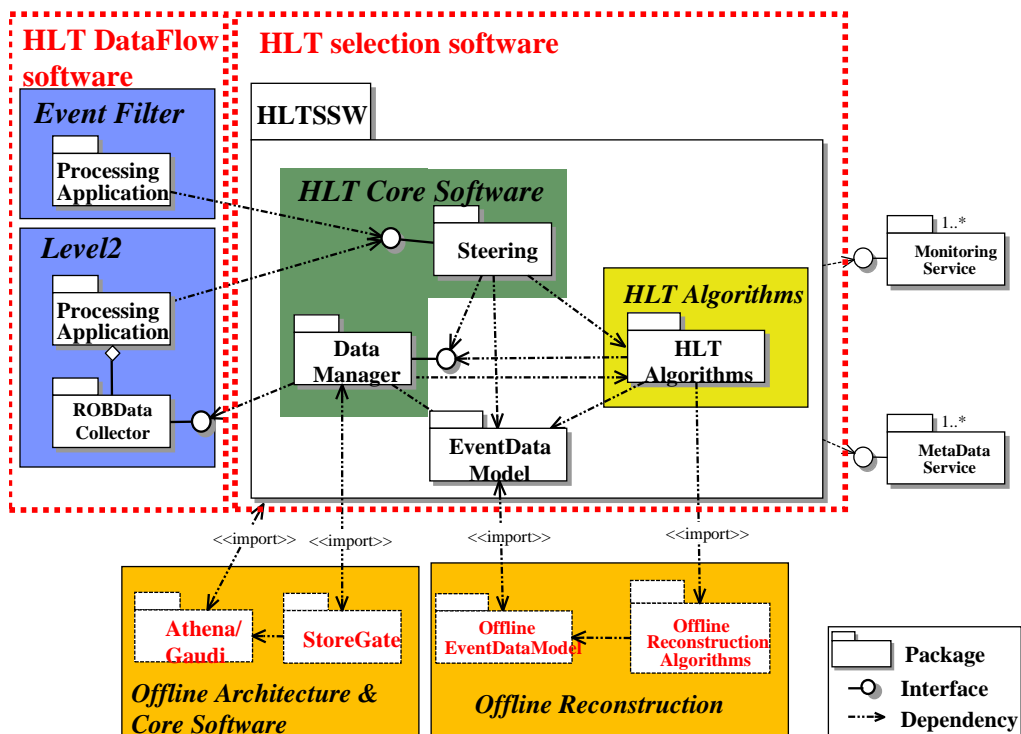 HLT DataFlow
software
HLT selection software
Event Filter
Processing
Application
Level2
Processing
Application
ROBData
Collector
HLTSSW
HLT Core Software
Steering
Data
Manager
HLT Algorithms
HLT
Algorithms
EventData
Model
1..*
Monitoring
Service
1..*
MetaData
Service
<<import>>
<<import>>
<<import>>
<<import>>
Athena/
Gaudi
StoreGate
Offline Architecture &
Core Software
Offline
EventDataModel
Offline
Reconstruction
Algorithms
Offline Reconstruction
Package
Interface
Dependency